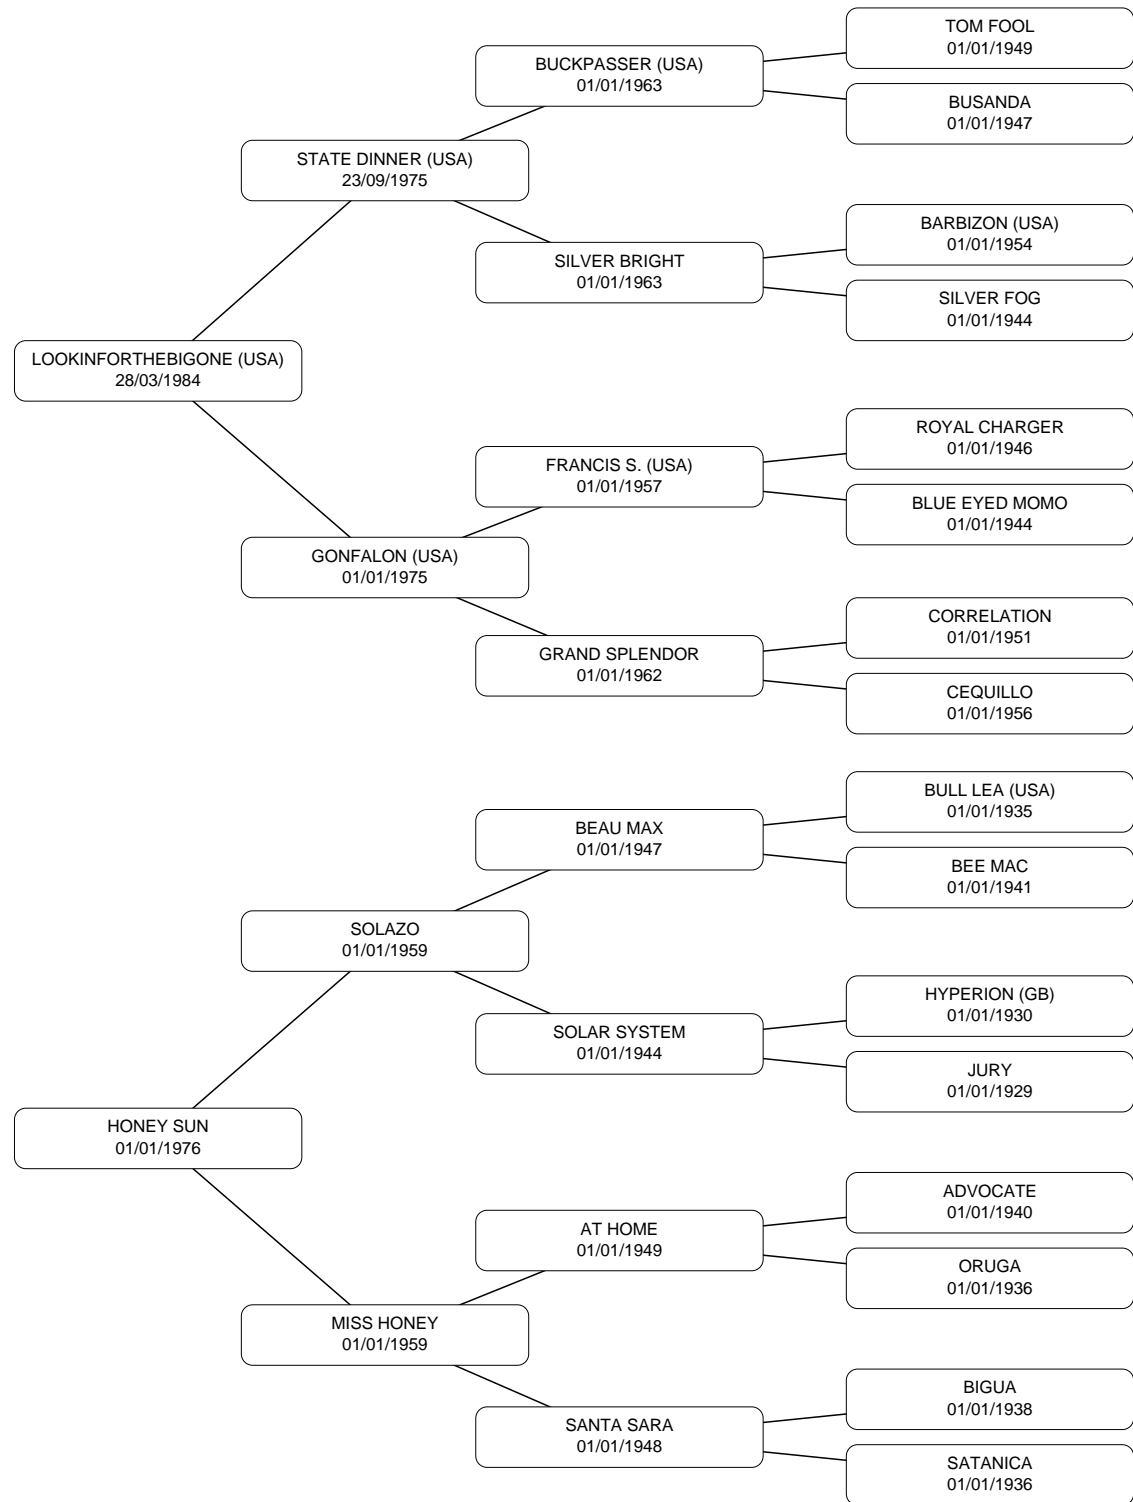 TOM FOOL
01/01/1949
BUCKPASSER (USA)
01/01/1963
BUSANDA
01/01/1947
STATE DINNER (USA)
23/09/1975
BARBIZON (USA)
01/01/1954
SILVER BRIGHT
01/01/1963
SILVER FOG
01/01/1944
LOOKINFORTHEBIGONE (USA)
28/03/1984
ROYAL CHARGER
01/01/1946
FRANCIS S. (USA)
01/01/1957
BLUE EYED MOMO
01/01/1944
GONFALON (USA)
01/01/1975
CORRELATION
01/01/1951
GRAND SPLENDOR
01/01/1962
CEQUILLO
01/01/1956
BULL LEA (USA)
01/01/1935
BEAU MAX
01/01/1947
BEE MAC
01/01/1941
SOLAZO
01/01/1959
HYPERION (GB)
01/01/1930
SOLAR SYSTEM
01/01/1944
JURY
01/01/1929
HONEY SUN
01/01/1976
ADVOCATE
01/01/1940
AT HOME
01/01/1949
ORUGA
01/01/1936
MISS HONEY
01/01/1959
BIGUA
01/01/1938
SANTA SARA
01/01/1948
SATANICA
01/01/1936